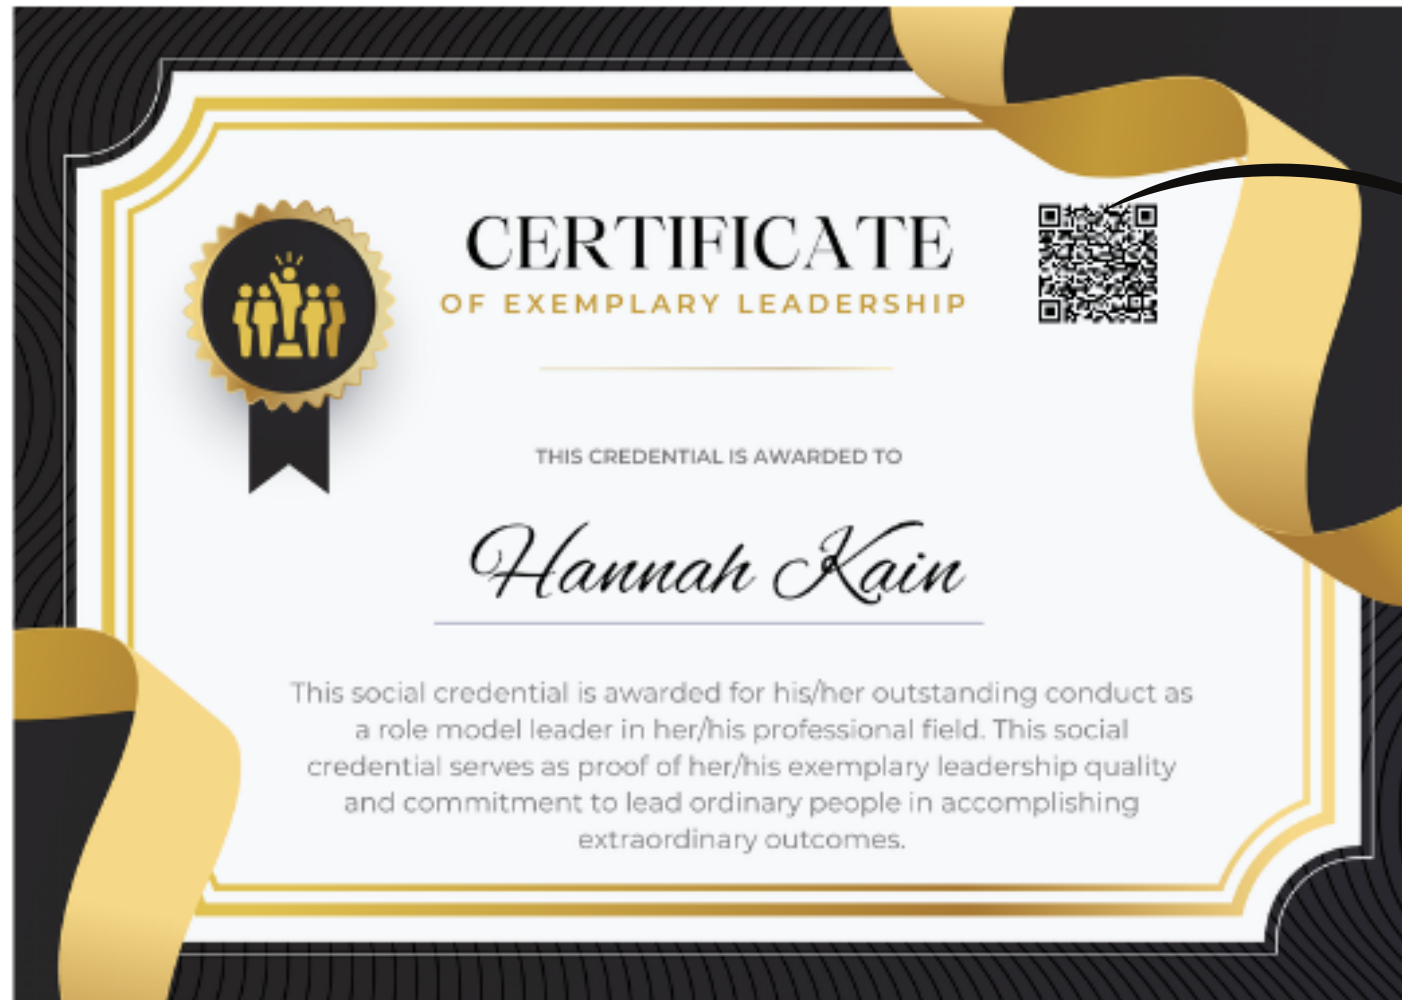 CERTIFICATE
OF EXEMPLARY LEADERSHIP
THIS CREDENTIAL IS AWARDED TO
Hannah Kain
This social credential is awarded for his/her outstanding conduct as
a role model leader in her/his professional field. This social
credential serves as proof of her/his exemplary leadership quality
and commitment to lead ordinary people in accomplishing
extraordinary outcomes.